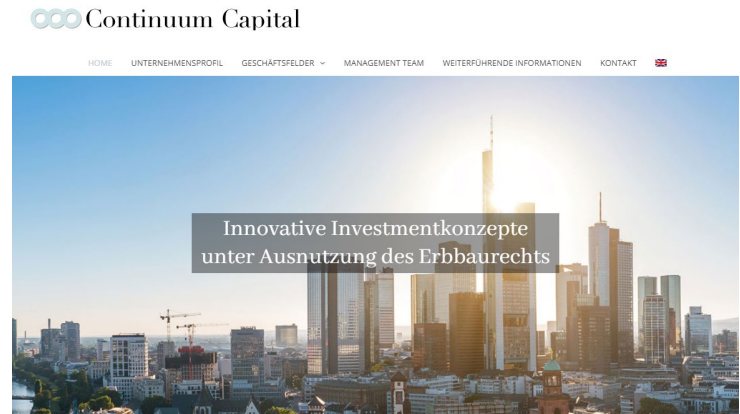 Continuum Capital
HOME UNTERNEHMENSPROFIL GESCHÄFTSFELDER MANAGEMENT TEAM WEITERFÜHRENDE INFORMATIONEN KONTAKT
Innovative Investmentkonzepte
unter Ausnutzung des Erbbaurechts